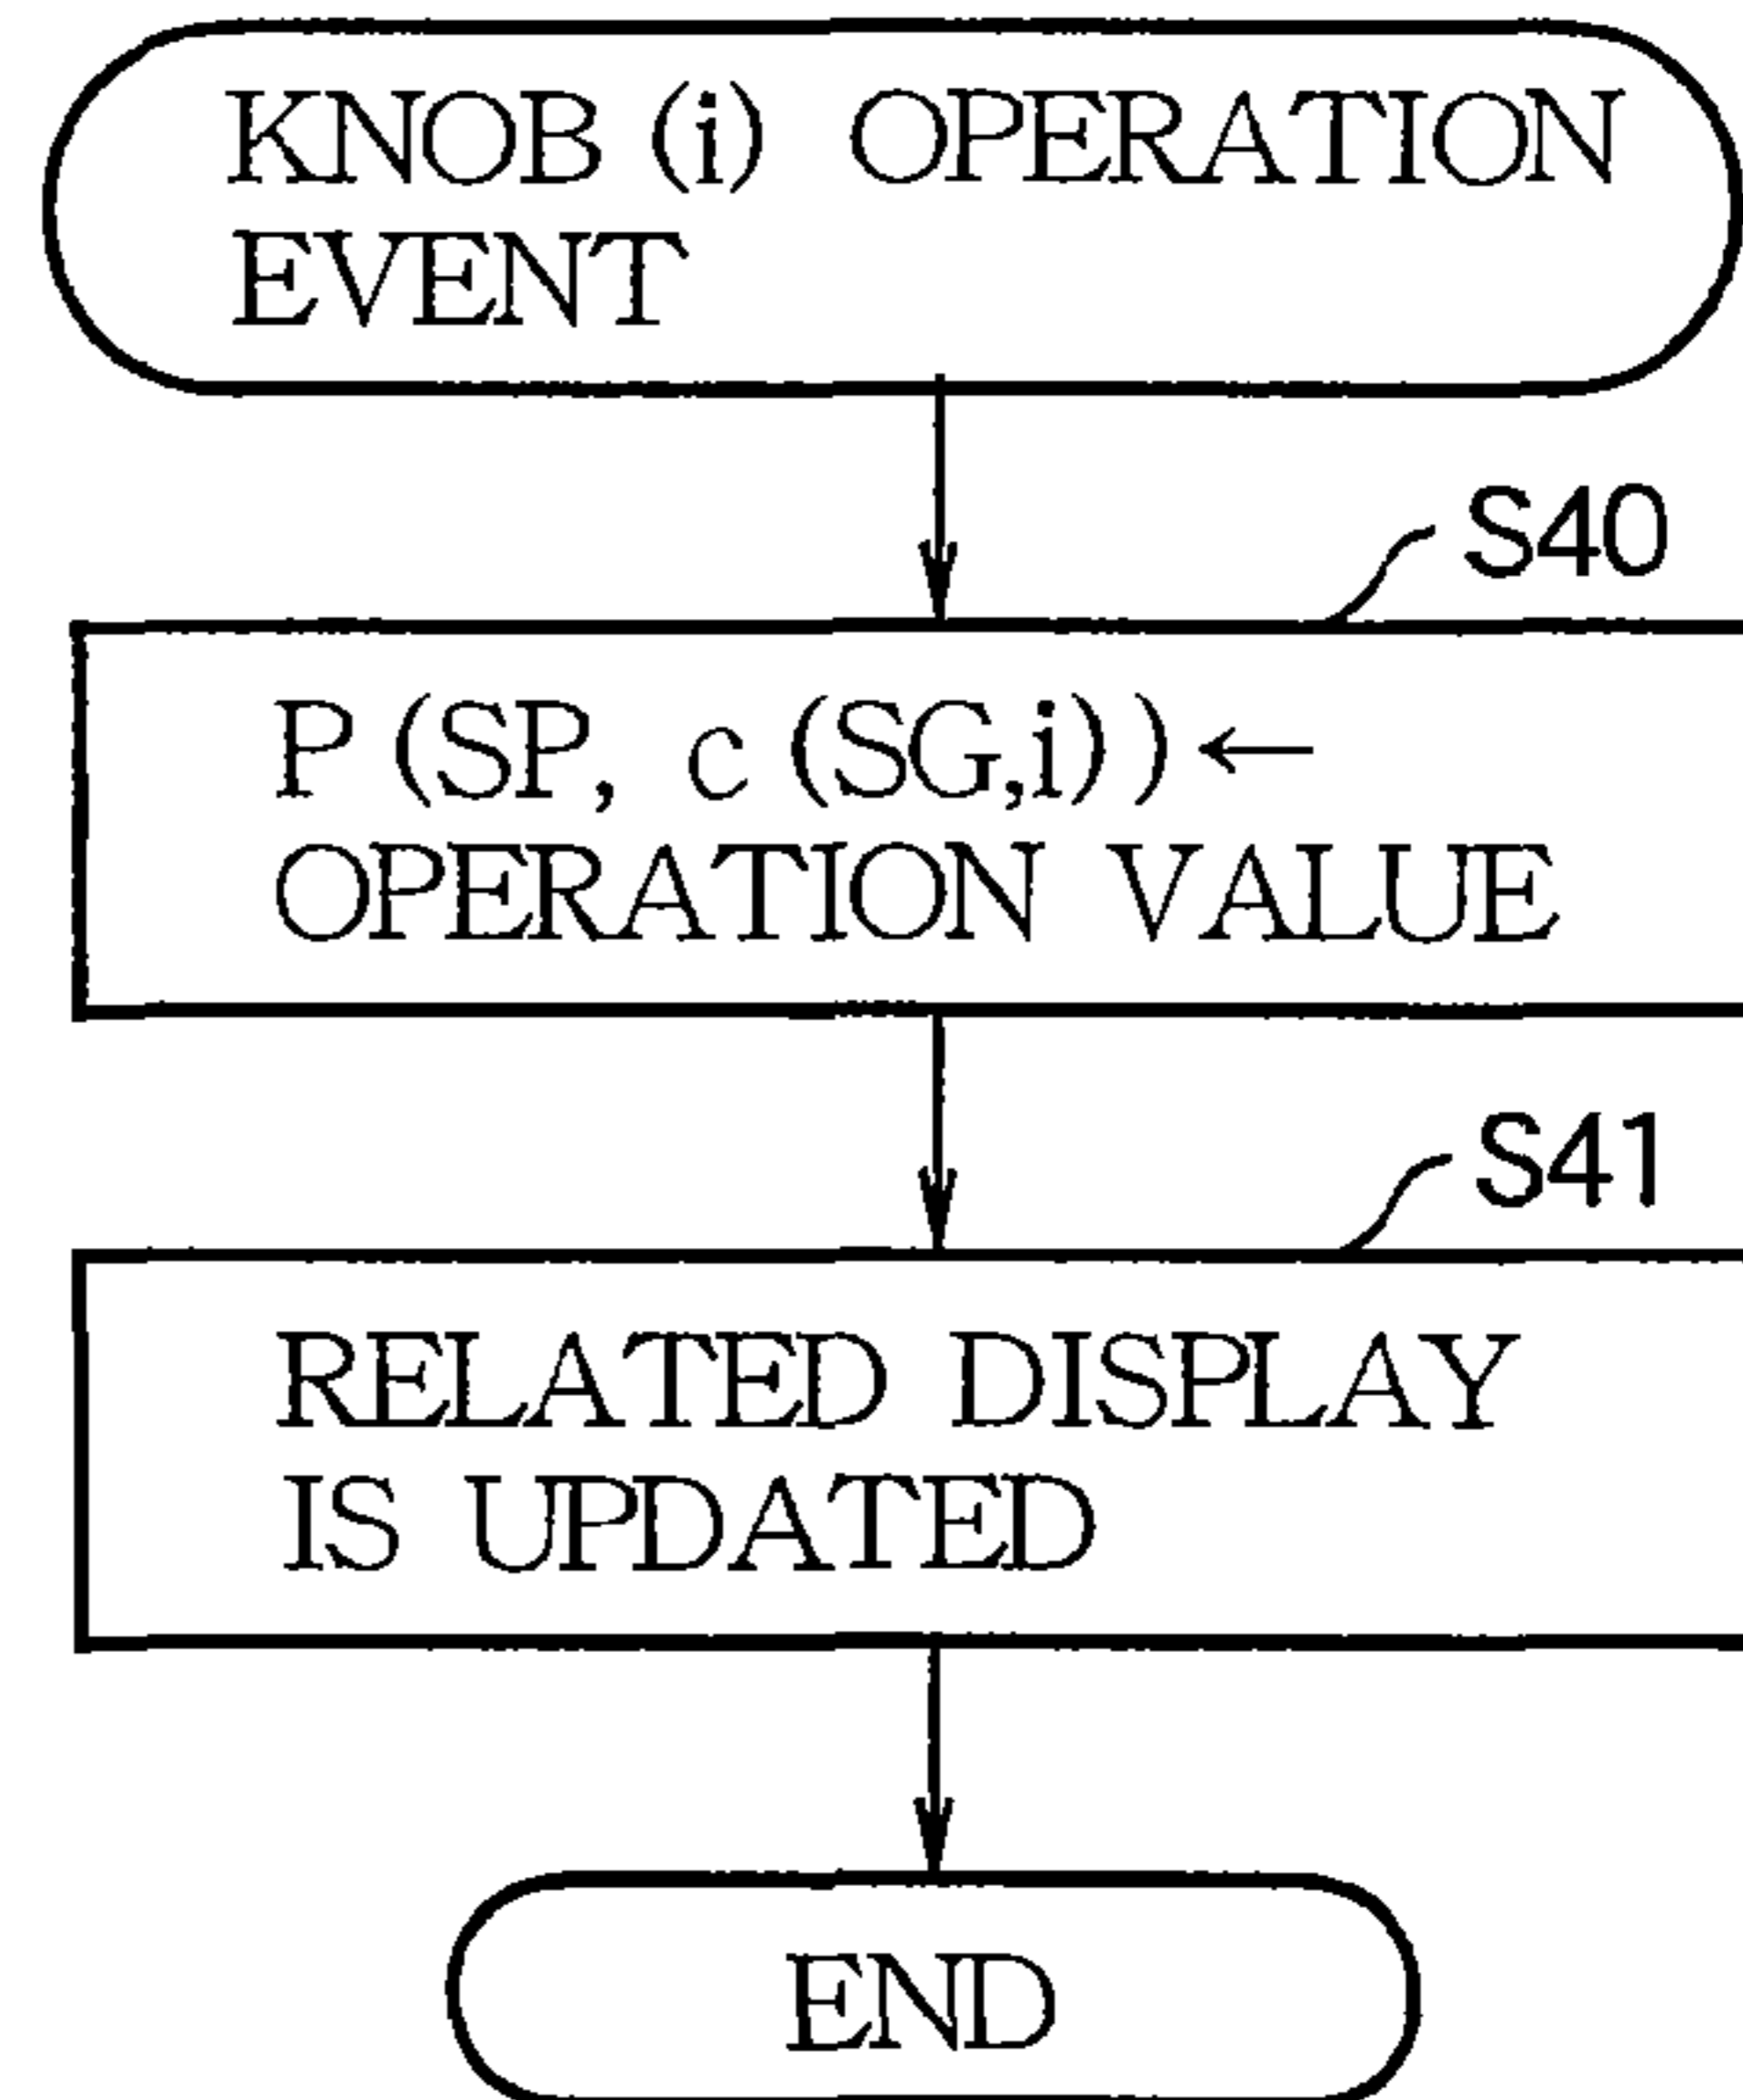 KNOB (i) OPERATION
EVENT
S40
P (SP, c (SG,i)) ←
OPERATION VALUE
S41
RELATED DISPLAY
IS UPDATED
END